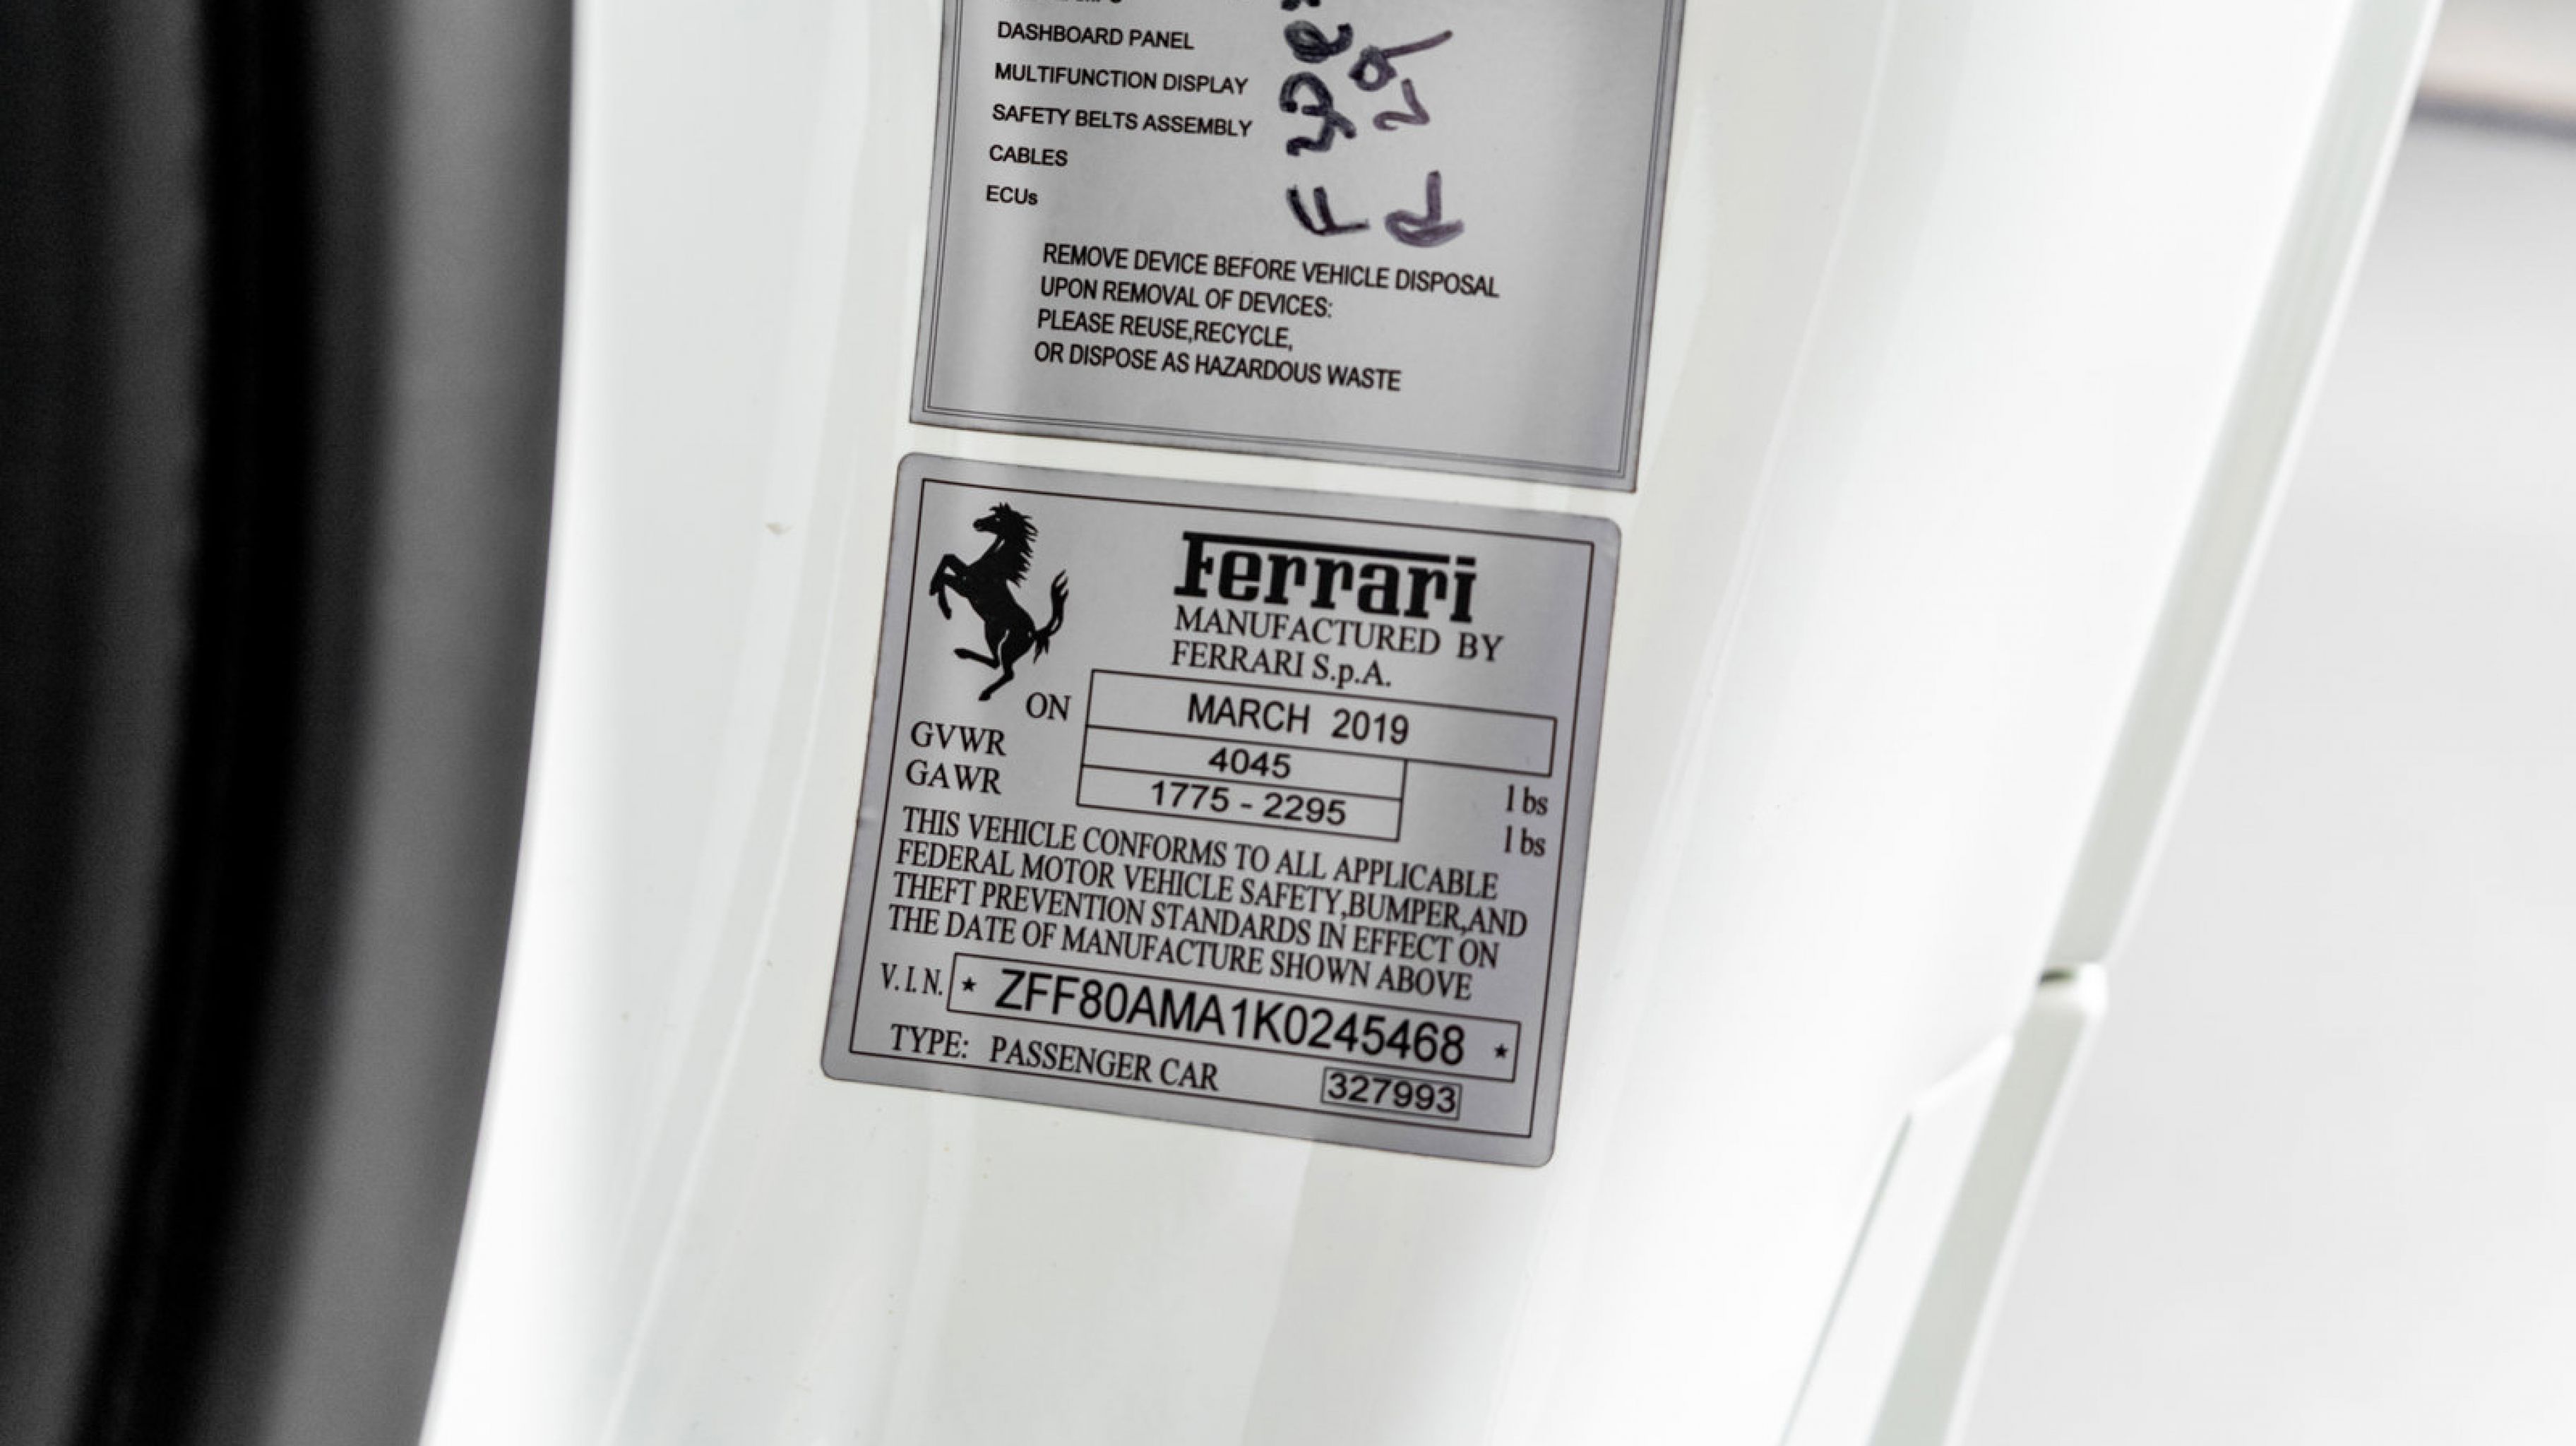 DASHBOARD PANEL
MULTIFUNCTION DISPLAY
SAFETY BELTS ASSEMBLY
CABLES
ECUs
REMOVE DEVICE BEFORE VEHICLE DISPOSAL
UPON REMOVAL OF DEVICES:
PLEASE REUSE,RECYCLE,
OR DISPOSE AS HAZARDOUS WASTE
Ferrari
MANUFACTURED BY
FERRARI S.p.A.
ON MARCH 2019
GVWR 4045 lbs
GAWR 1775 - 2295 lbs
THIS VEHICLE CONFORMS TO ALL APPLICABLE
FEDERAL MOTOR VEHICLE SAFETY,BUMPER,AND
THEFT PREVENTION STANDARDS IN EFFECT ON
THE DATE OF MANUFACTURE SHOWN ABOVE
V.I.N. * ZFF80AMA1K0245468 *
TYPE: PASSENGER CAR 327993